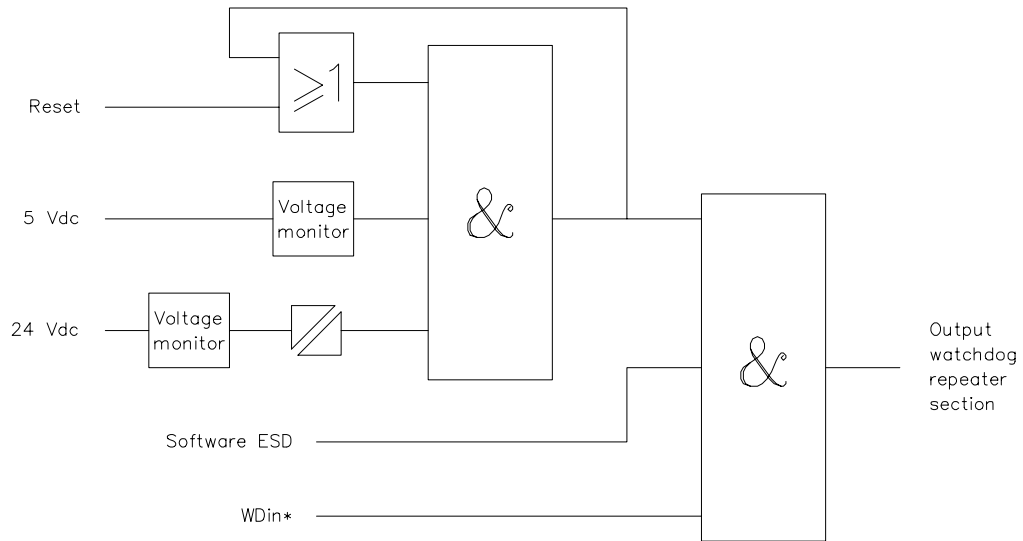 ≥1
Reset
&
5 Vdc
Voltage
monitor
24 Vdc
Voltage
monitor
&
Output
watchdog
repeater
section
Software ESD
WDin*